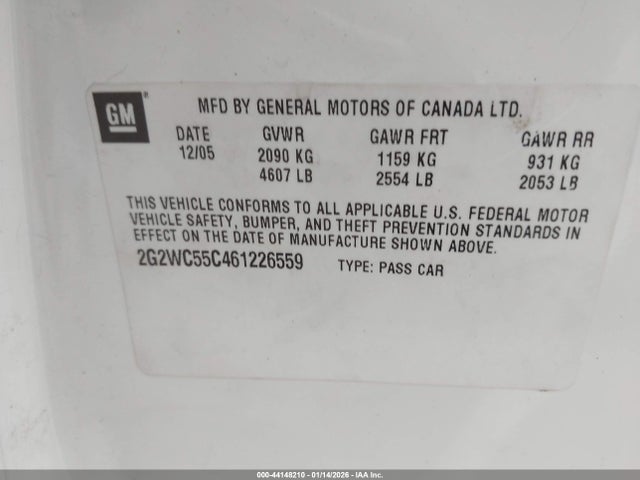 GM ®
MFD BY GENERAL MOTORS OF CANADA LTD.
DATE GVWR GAWR FRT GAWR RR
12/05 2090 KG 1159 KG 931 KG
4607 LB 2554 LB 2053 LB
THIS VEHICLE CONFORMS TO ALL APPLICABLE U.S. FEDERAL MOTOR
VEHICLE SAFETY, BUMPER, AND THEFT PREVENTION STANDARDS IN
EFFECT ON THE DATE OF MANUFACTURE SHOWN ABOVE.
2G2WC55C461226559 TYPE: PASS CAR
000-44148210 - 01/14/2026 - IAA Inc.